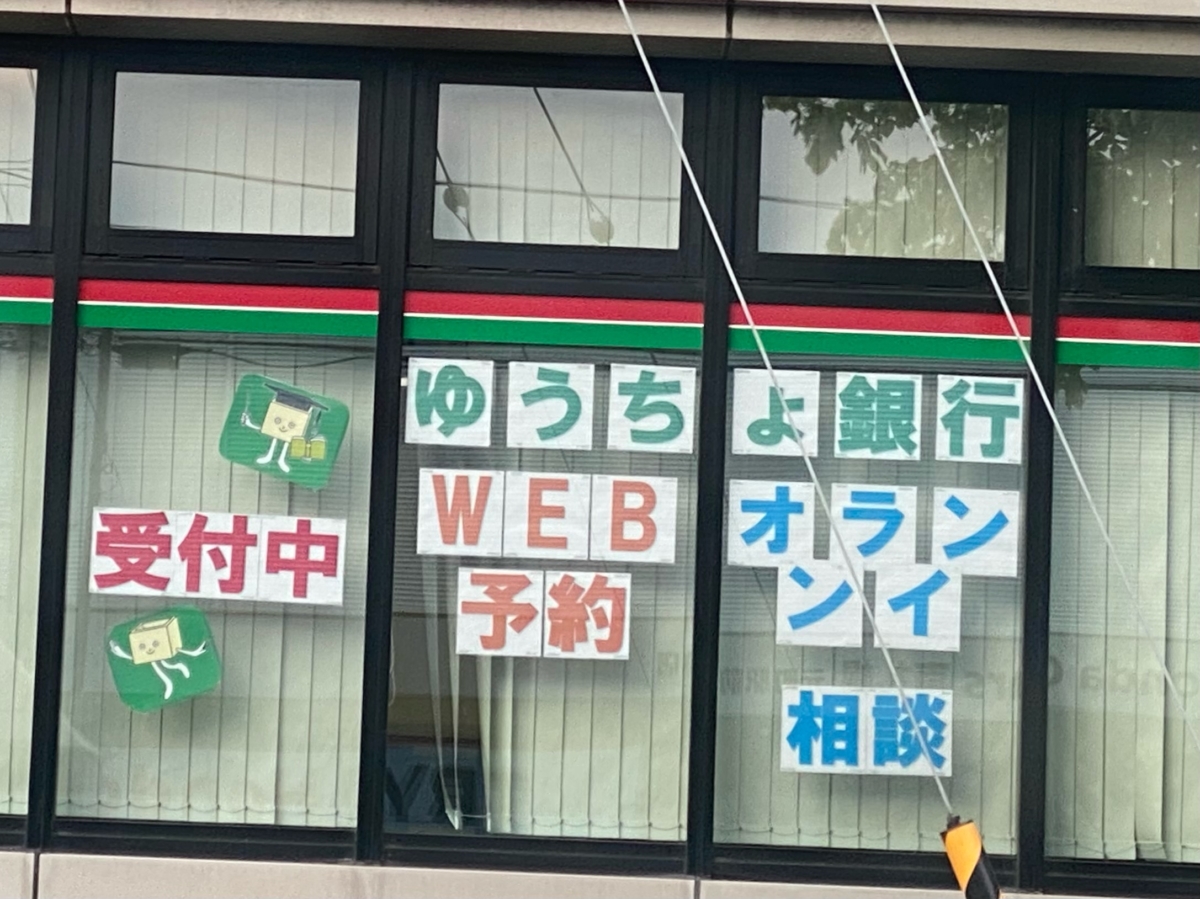 ゆうちょ銀行
受付中
WEB
予約
オンライン
相談